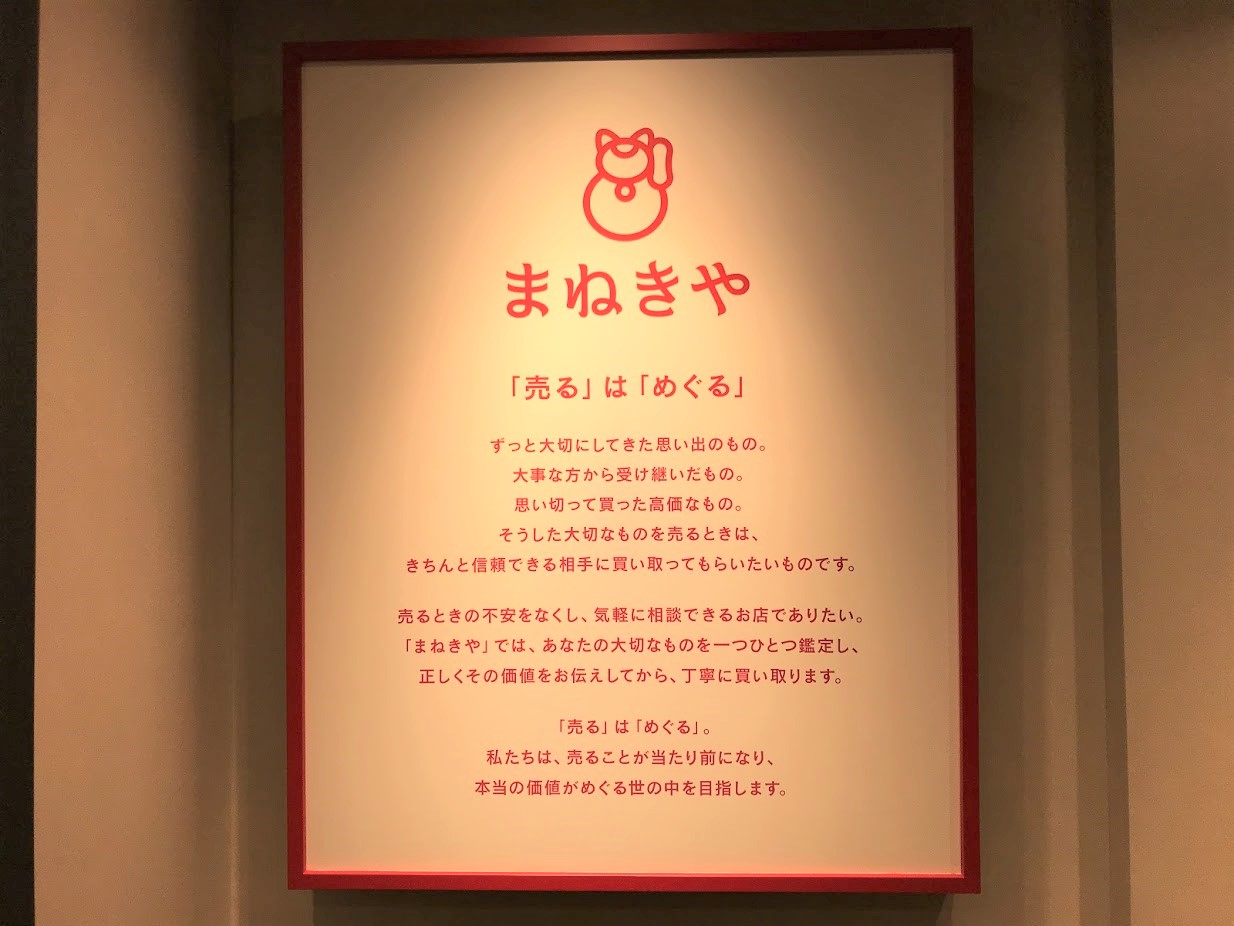 まねきや
「売る」は「めぐる」
ずっと大切にしてきた思い出のもの。
大事な方から受け継いだもの。
思い切って買った高価なもの。
そうした大切なものを売るときは、
きちんと信頼できる相手に買い取ってもらいたいものです。
売るときの不安をなくし、気軽に相談できるお店でありたい。
「まねきや」では、あなたの大切なものを一つひとつ鑑定し、
正しくその価値をお伝えしてから、丁寧に買い取ります。
「売る」は「めぐる」。
私たちは、売ることが当たり前になり、
本当の価値がめぐる世の中を目指します。